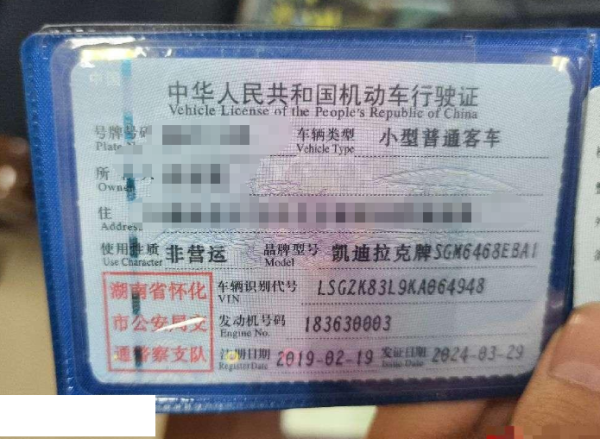 中华人民共和国机动车行驶证
Vehicle License of the People's Republic of China
号牌号码
Plate No
车辆类型 小型普通客车
Vehicle Type
所 人
Owner
住
Address
使用性质 非营运 品牌型号 凯迪拉克牌SGM6468EBA1
Use Character Model
湖南省怀化
市公安局交
通警察支队
车辆识别代号 LSGZK83L9KA064948
VIN
发动机号码 183630003
Engine No.
注册日期 2019-02-19 发证日期 2024-03-29
Register Date Issue Date